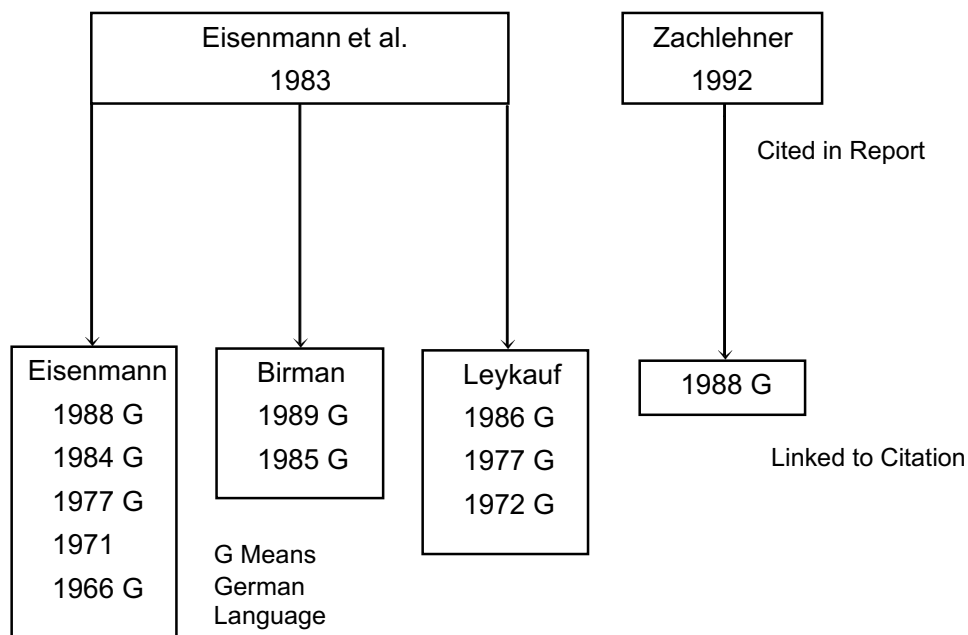 Eisenmann et al.
1983
Zachlehner
1992
Cited in Report
Eisenmann
1988 G
1984 G
1977 G
1971
1966 G
Birman
1989 G
1985 G
Leykauf
1986 G
1977 G
1972 G
1988 G
Linked to Citation
G Means
German
Language